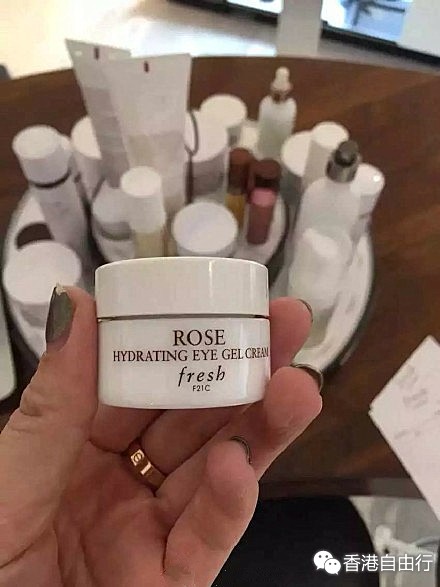 ROSE
HYDRATING EYE GEL CREAM
fresh
F21C
香港自由行